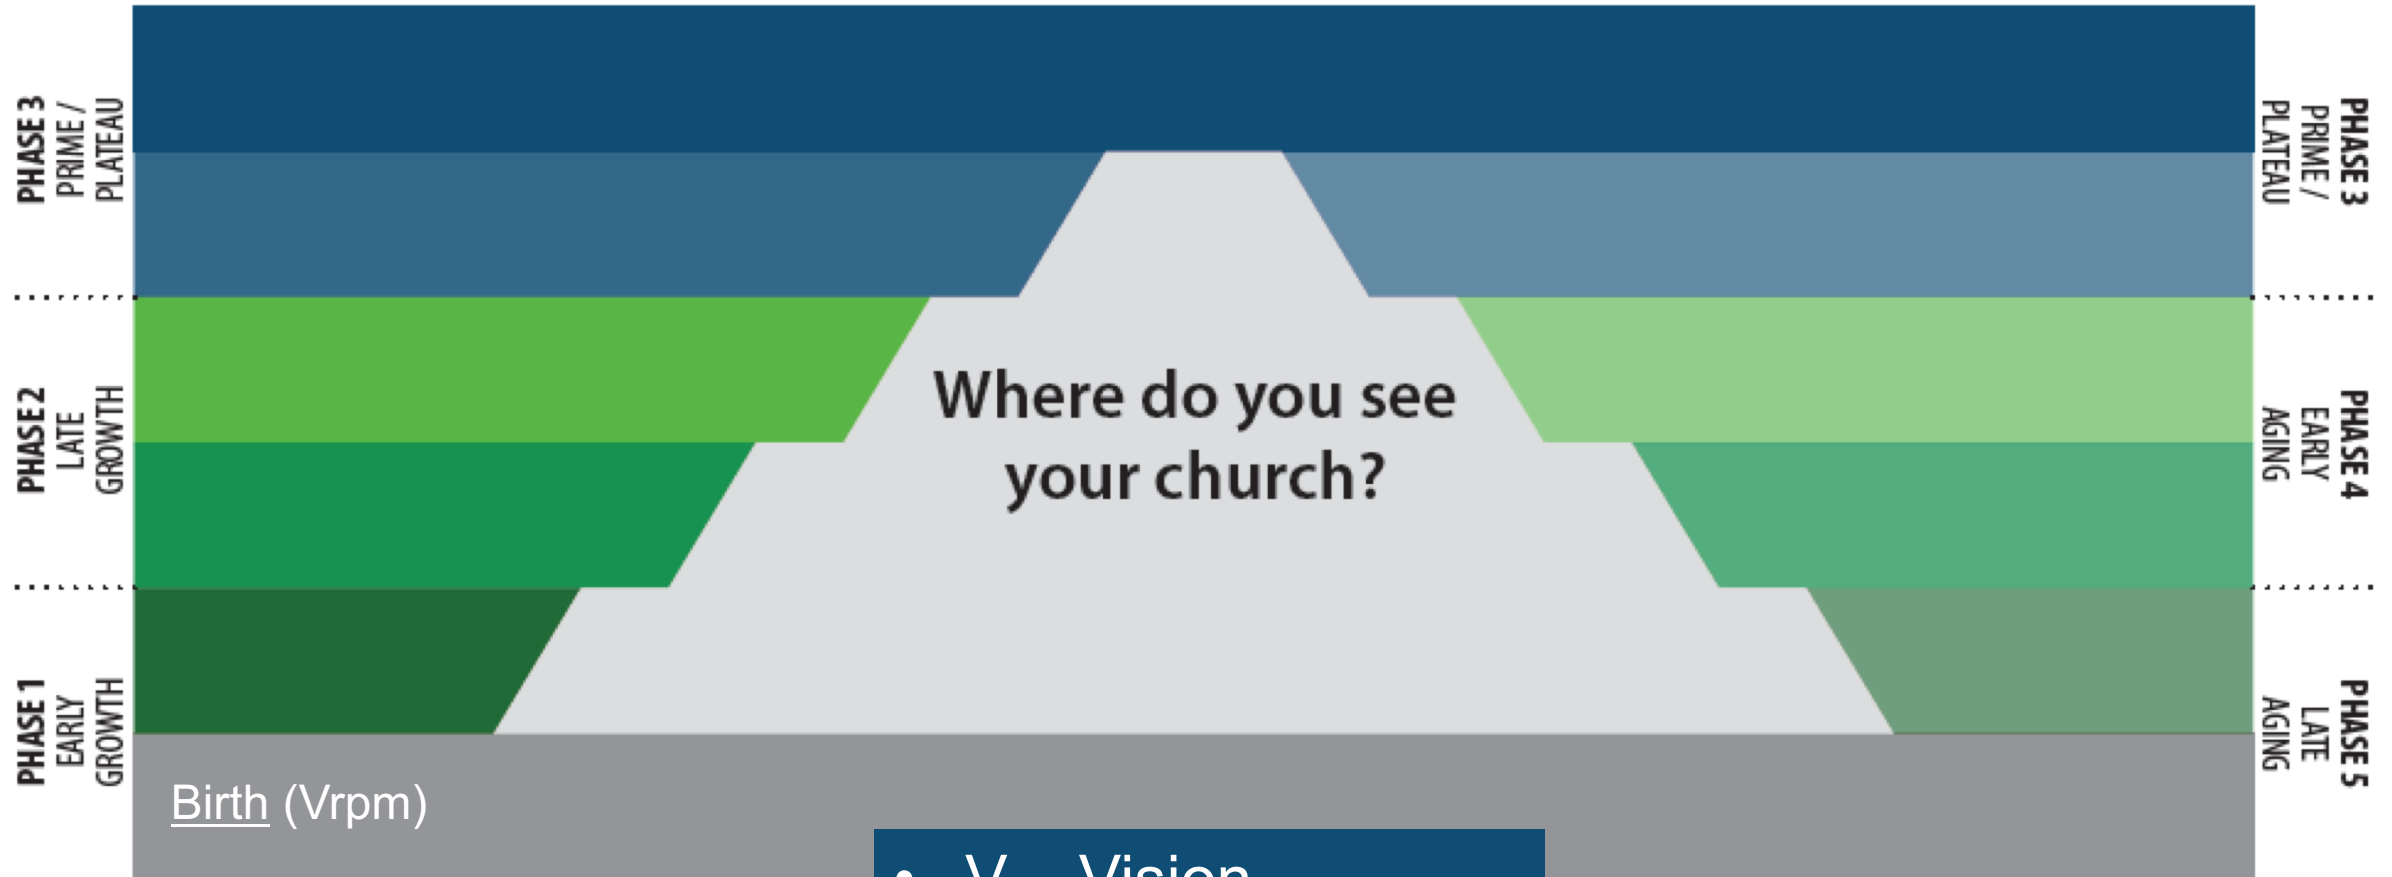 PHASE 3
PRIME /
PLATEAU
PHASE 3
PRIME /
PLATEAU
PHASE 2
LATE
GROWTH
Where do you see
your church?
PHASE 4
EARLY
AGING
PHASE 1
EARLY
GROWTH
PHASE 5
LATE
AGING
Birth (Vrpm)
• V – Vision